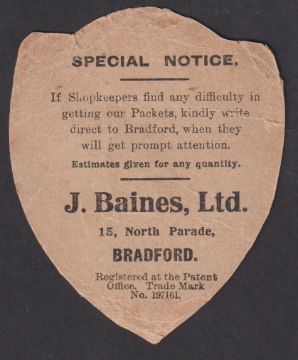 SPECIAL NOTICE.
If Shopkeepers find any difficulty in
getting our Packets, kindly write
direct to Bradford, when they
will get prompt attention.
Estimates given for any quantity.
J. Baines, Ltd.
15, North Parade,
BRADFORD.
Registered at the Patent
Office. Trade Mark
No. 197161.